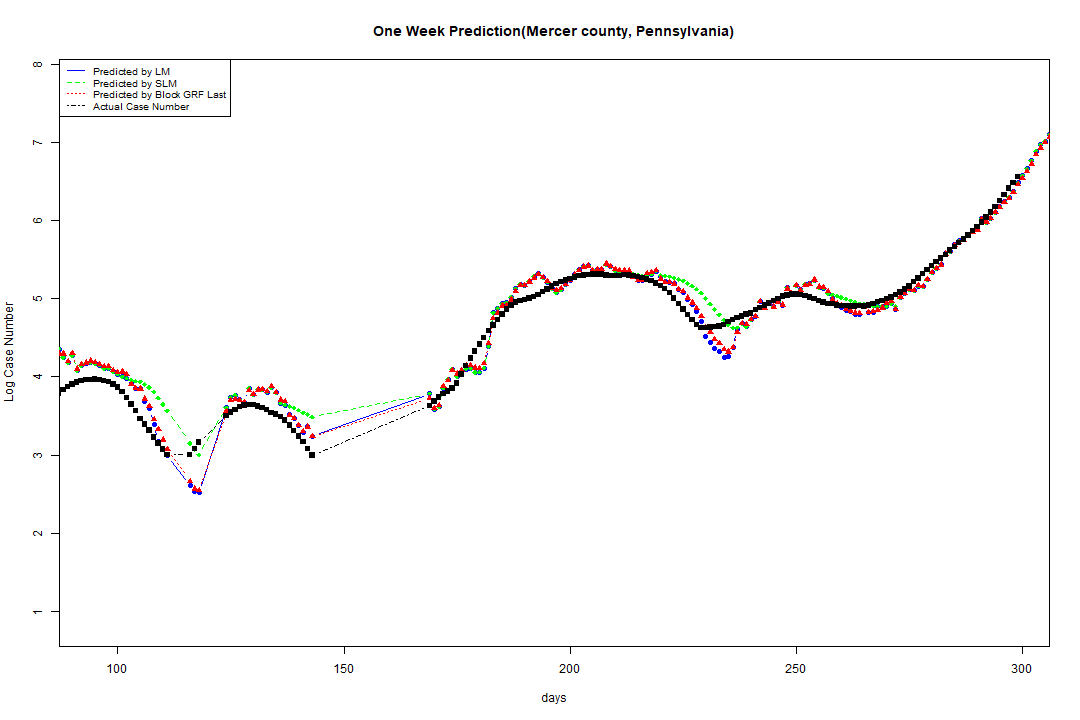 One Week Prediction(Mercer county, Pennsylvania)
Predicted by LM
Predicted by SLM
Predicted by Block GRF Last
Actual Case Number
8
7
6
5
4
3
2
1
Log Case Number
100 150 200 250 300
days